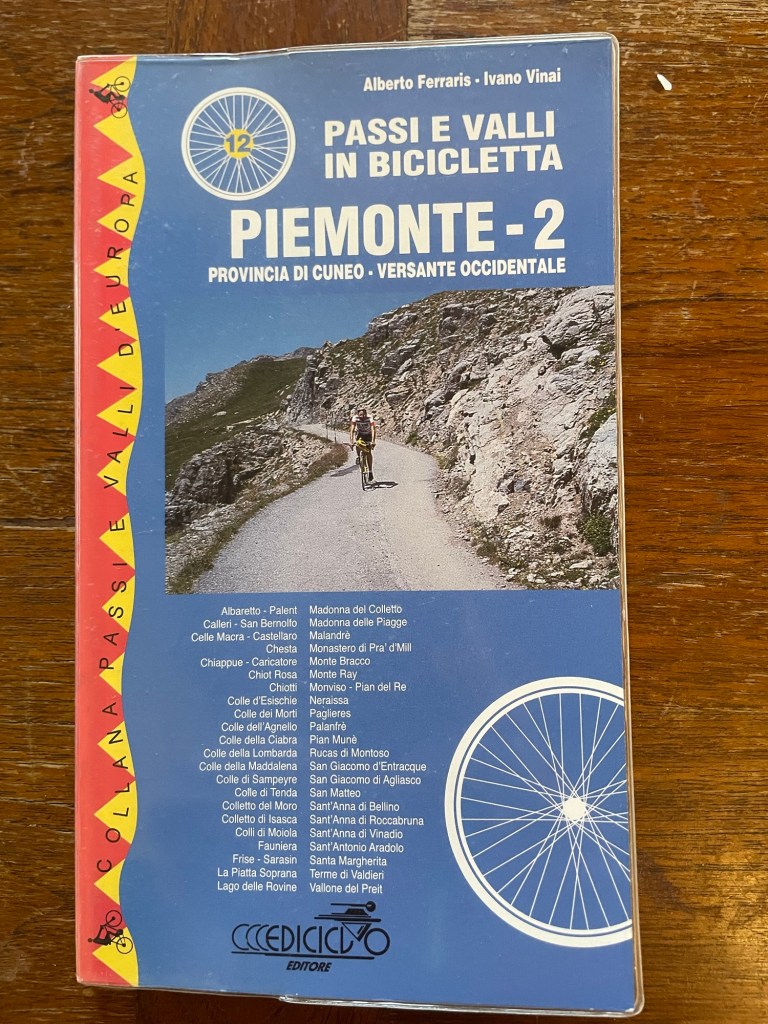 Alberto Ferraris - Ivano Vinai
12
PASSI E VALLI
IN BICICLETTA
PIEMONTE - 2
PROVINCIA DI CUNEO - VERSANTE OCCIDENTALE
COLLANA PASSI E VALLI D'EUROPA
Albaretto - Palent
Calleri - San Bernolfo
Celle Macra - Castellaro
Chesta
Chiappue - Caricatore
Chiot Rosa
Chiotti
Colle d'Esischie
Colle dei Morti
Colle dell'Agnello
Colle della Ciabra
Colle della Lombarda
Colle della Maddalena
Colle di Sampeyre
Colle di Tenda
Colletto del Moro
Colletto di Isasca
Colli di Moiola
Fauniera
Frise - Sarasin
La Piatta Soprana
Lago delle Rovine
Madonna del Colletto
Madonna delle Piagge
Malandrè
Monastero di Pra' d'Mill
Monte Bracco
Monte Ray
Monviso - Pian del Re
Neraissa
Paglieres
Palanfrè
Pian Munè
Rucas di Montoso
San Giacomo d'Entracque
San Giacomo di Agliasco
San Matteo
Sant'Anna di Bellino
Sant'Anna di Roccabruna
Sant'Anna di Vinadio
Sant'Antonio Aradolo
Santa Margherita
Terme di Valdieri
Vallone del Preit
EDICICLO
EDITORE